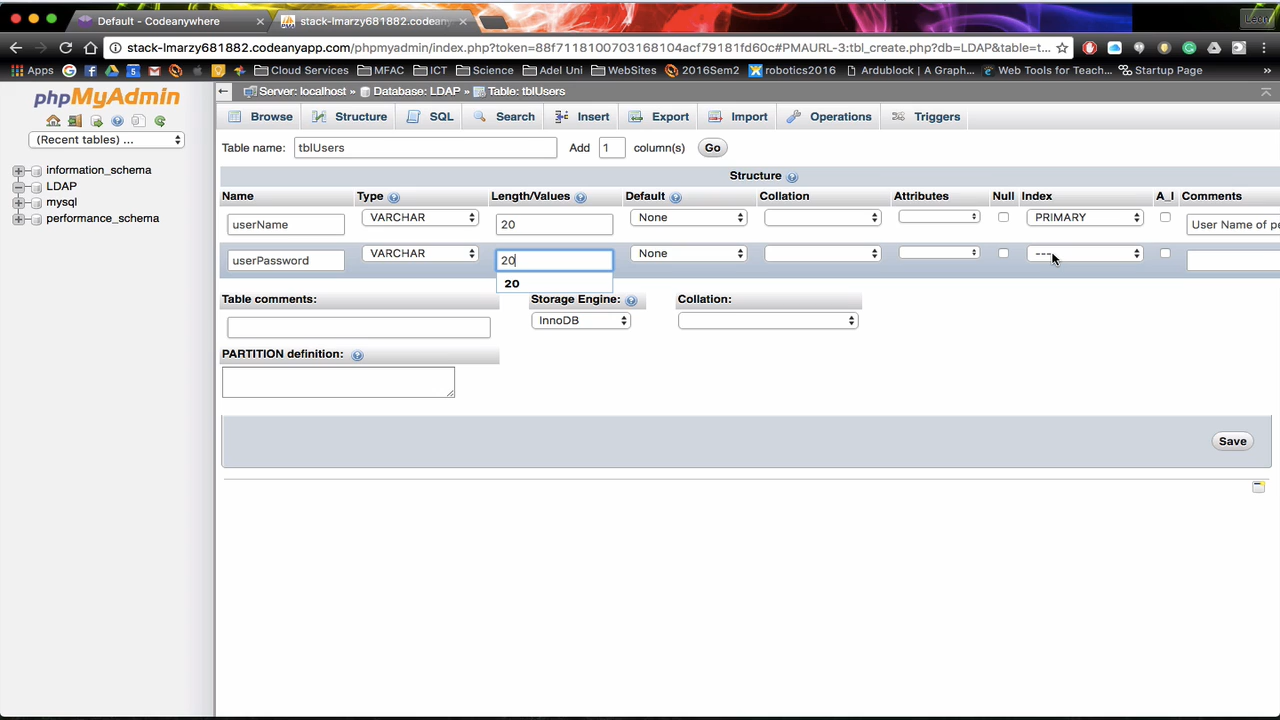 Default - Codeanywhere
stack-lmarzy681882.codeany
Leon
stack-lmarzy681882.codeanyapp.com/phpmyadmin/index.php?token=88f7118100703168104acf79181fd60c#PMAURL-3:tbl_create.php?db=LDAP&table=t...
Apps
Cloud Services
MFAC
ICT
Science
Adel Uni
WebSites
2016Sem2
robotics2016
Ardublock | A Graph...
Web Tools for Teach...
Startup Page
»
phpMyAdmin
(Recent tables) ...
information_schema
LDAP
mysql
performance_schema
Server: localhost » Database: LDAP » Table: tblUsers
Browse
Structure
SQL
Search
Insert
Export
Import
Operations
Triggers
Table name: tblUsers Add 1 column(s) Go
Structure
Name Type Length/Values Default Collation Attributes Null Index A_I Comments
userName VARCHAR 20 None PRIMARY User Name of pe
userPassword VARCHAR 20 None ---
20
Table comments: Storage Engine: Collation:
InnoDB
PARTITION definition:
Save